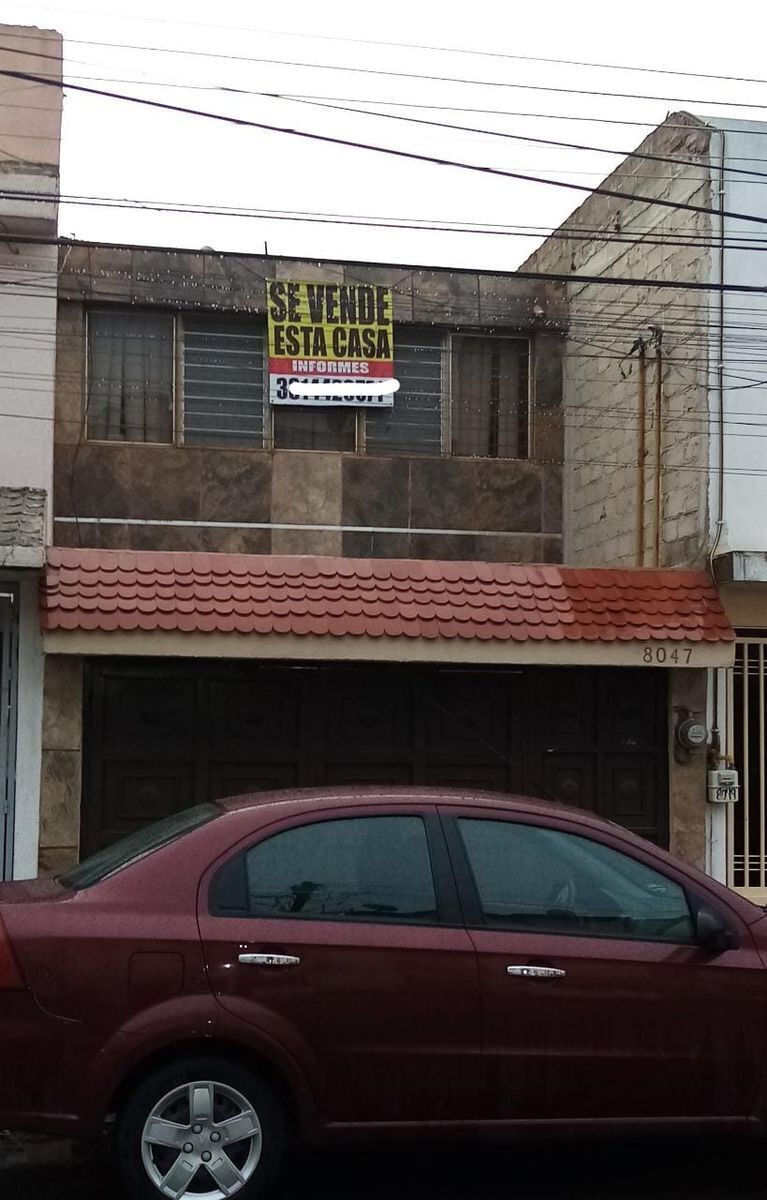 SE VENDE
ESTA CASA
INFORMES
8047